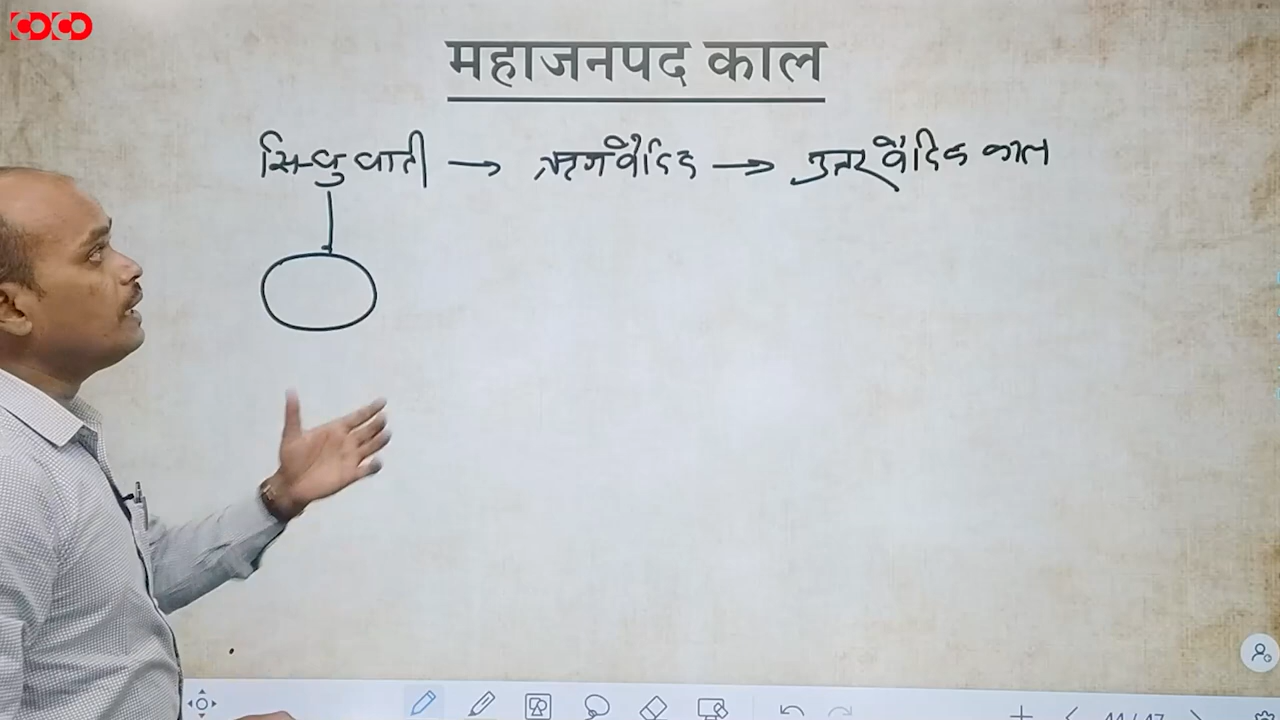 महाजनपद काल
सिन्धु घाटी → ऋग्वैदिक → उत्तर वैदिक काल